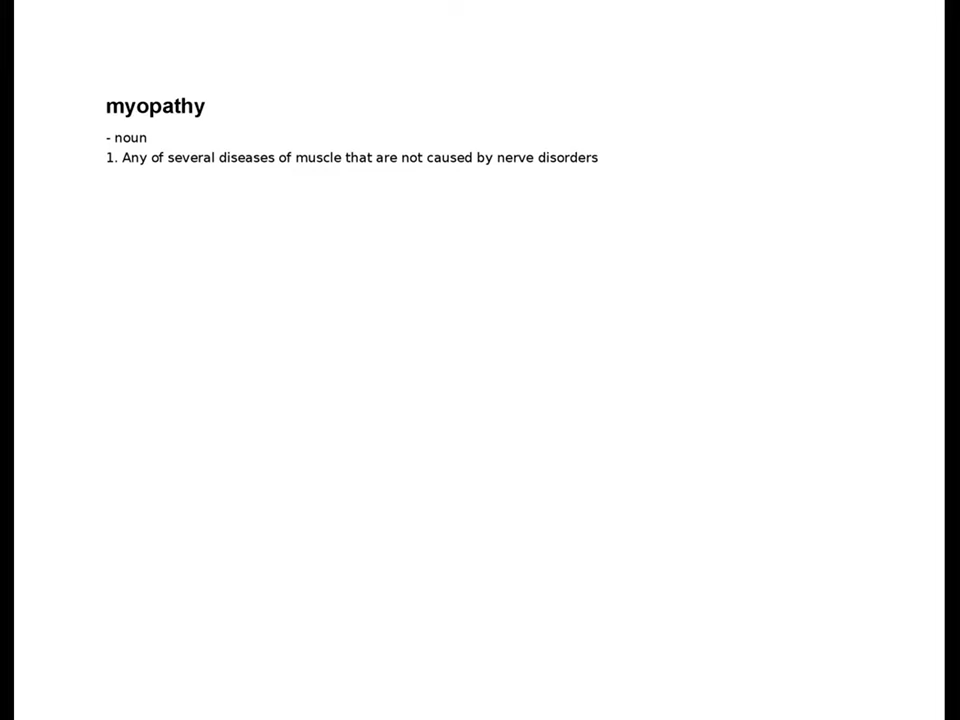 myopathy
- noun
1. Any of several diseases of muscle that are not caused by nerve disorders